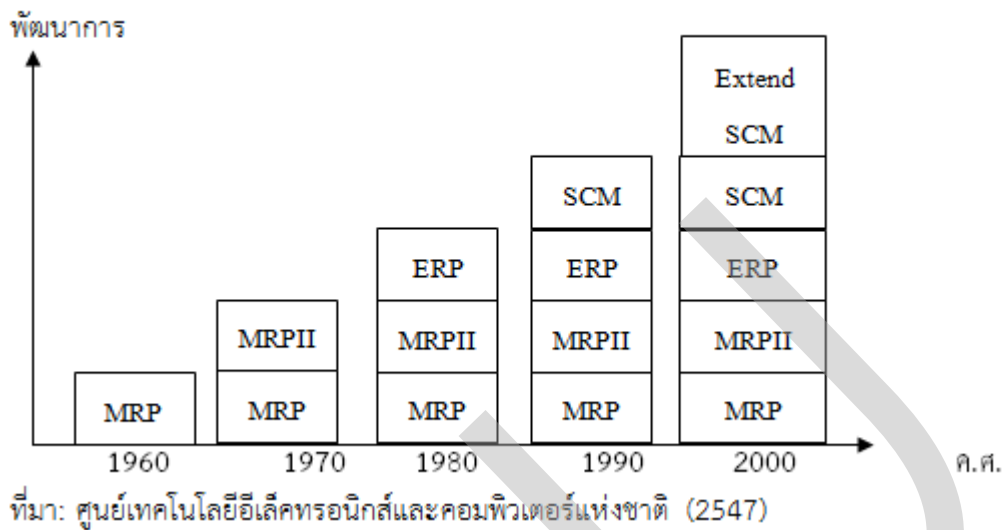 พัฒนาการ
Extend
SCM
SCM SCM
ERP ERP ERP
MRPII MRPII MRPII MRPII
MRP MRP MRP MRP MRP
1960 1970 1980 1990 2000 ค.ศ.
ที่มา: ศูนย์เทคโนโลยีอีเล็คทรอนิกส์และคอมพิวเตอร์แห่งชาติ (2547)